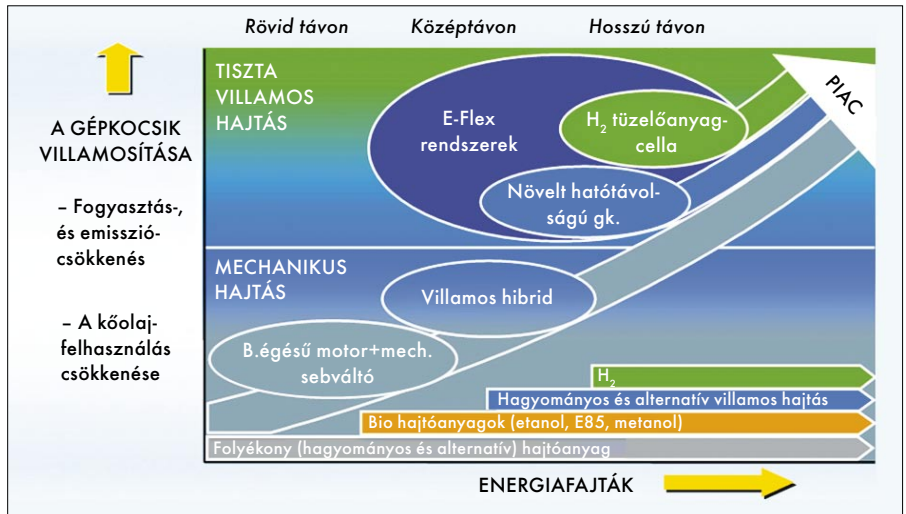 Rövid távon
Középtávon
Hosszú távon
A GÉPKOCSIK
VILLAMOSÍTÁSA
– Fogyasztás-,
és emisszió-
csökkenés
– A kőolaj-
felhasználás
csökkenése
TISZTA
VILLAMOS
HAJTÁS
E-Flex
rendszerek
H₂ tüzelőanyag-
cella
Növelt hatótávol-
ságú gk.
PIAC
MECHANIKUS
HAJTÁS
Villamos hibrid
B.égésű motor+mech.
sebváltó
H₂
Hagyományos és alternatív villamos hajtás
Bio hajtóanyagok (etanol, E85, metanol)
Folyékony (hagyományos és alternatív) hajtóanyag
ENERGIAFAJTÁK